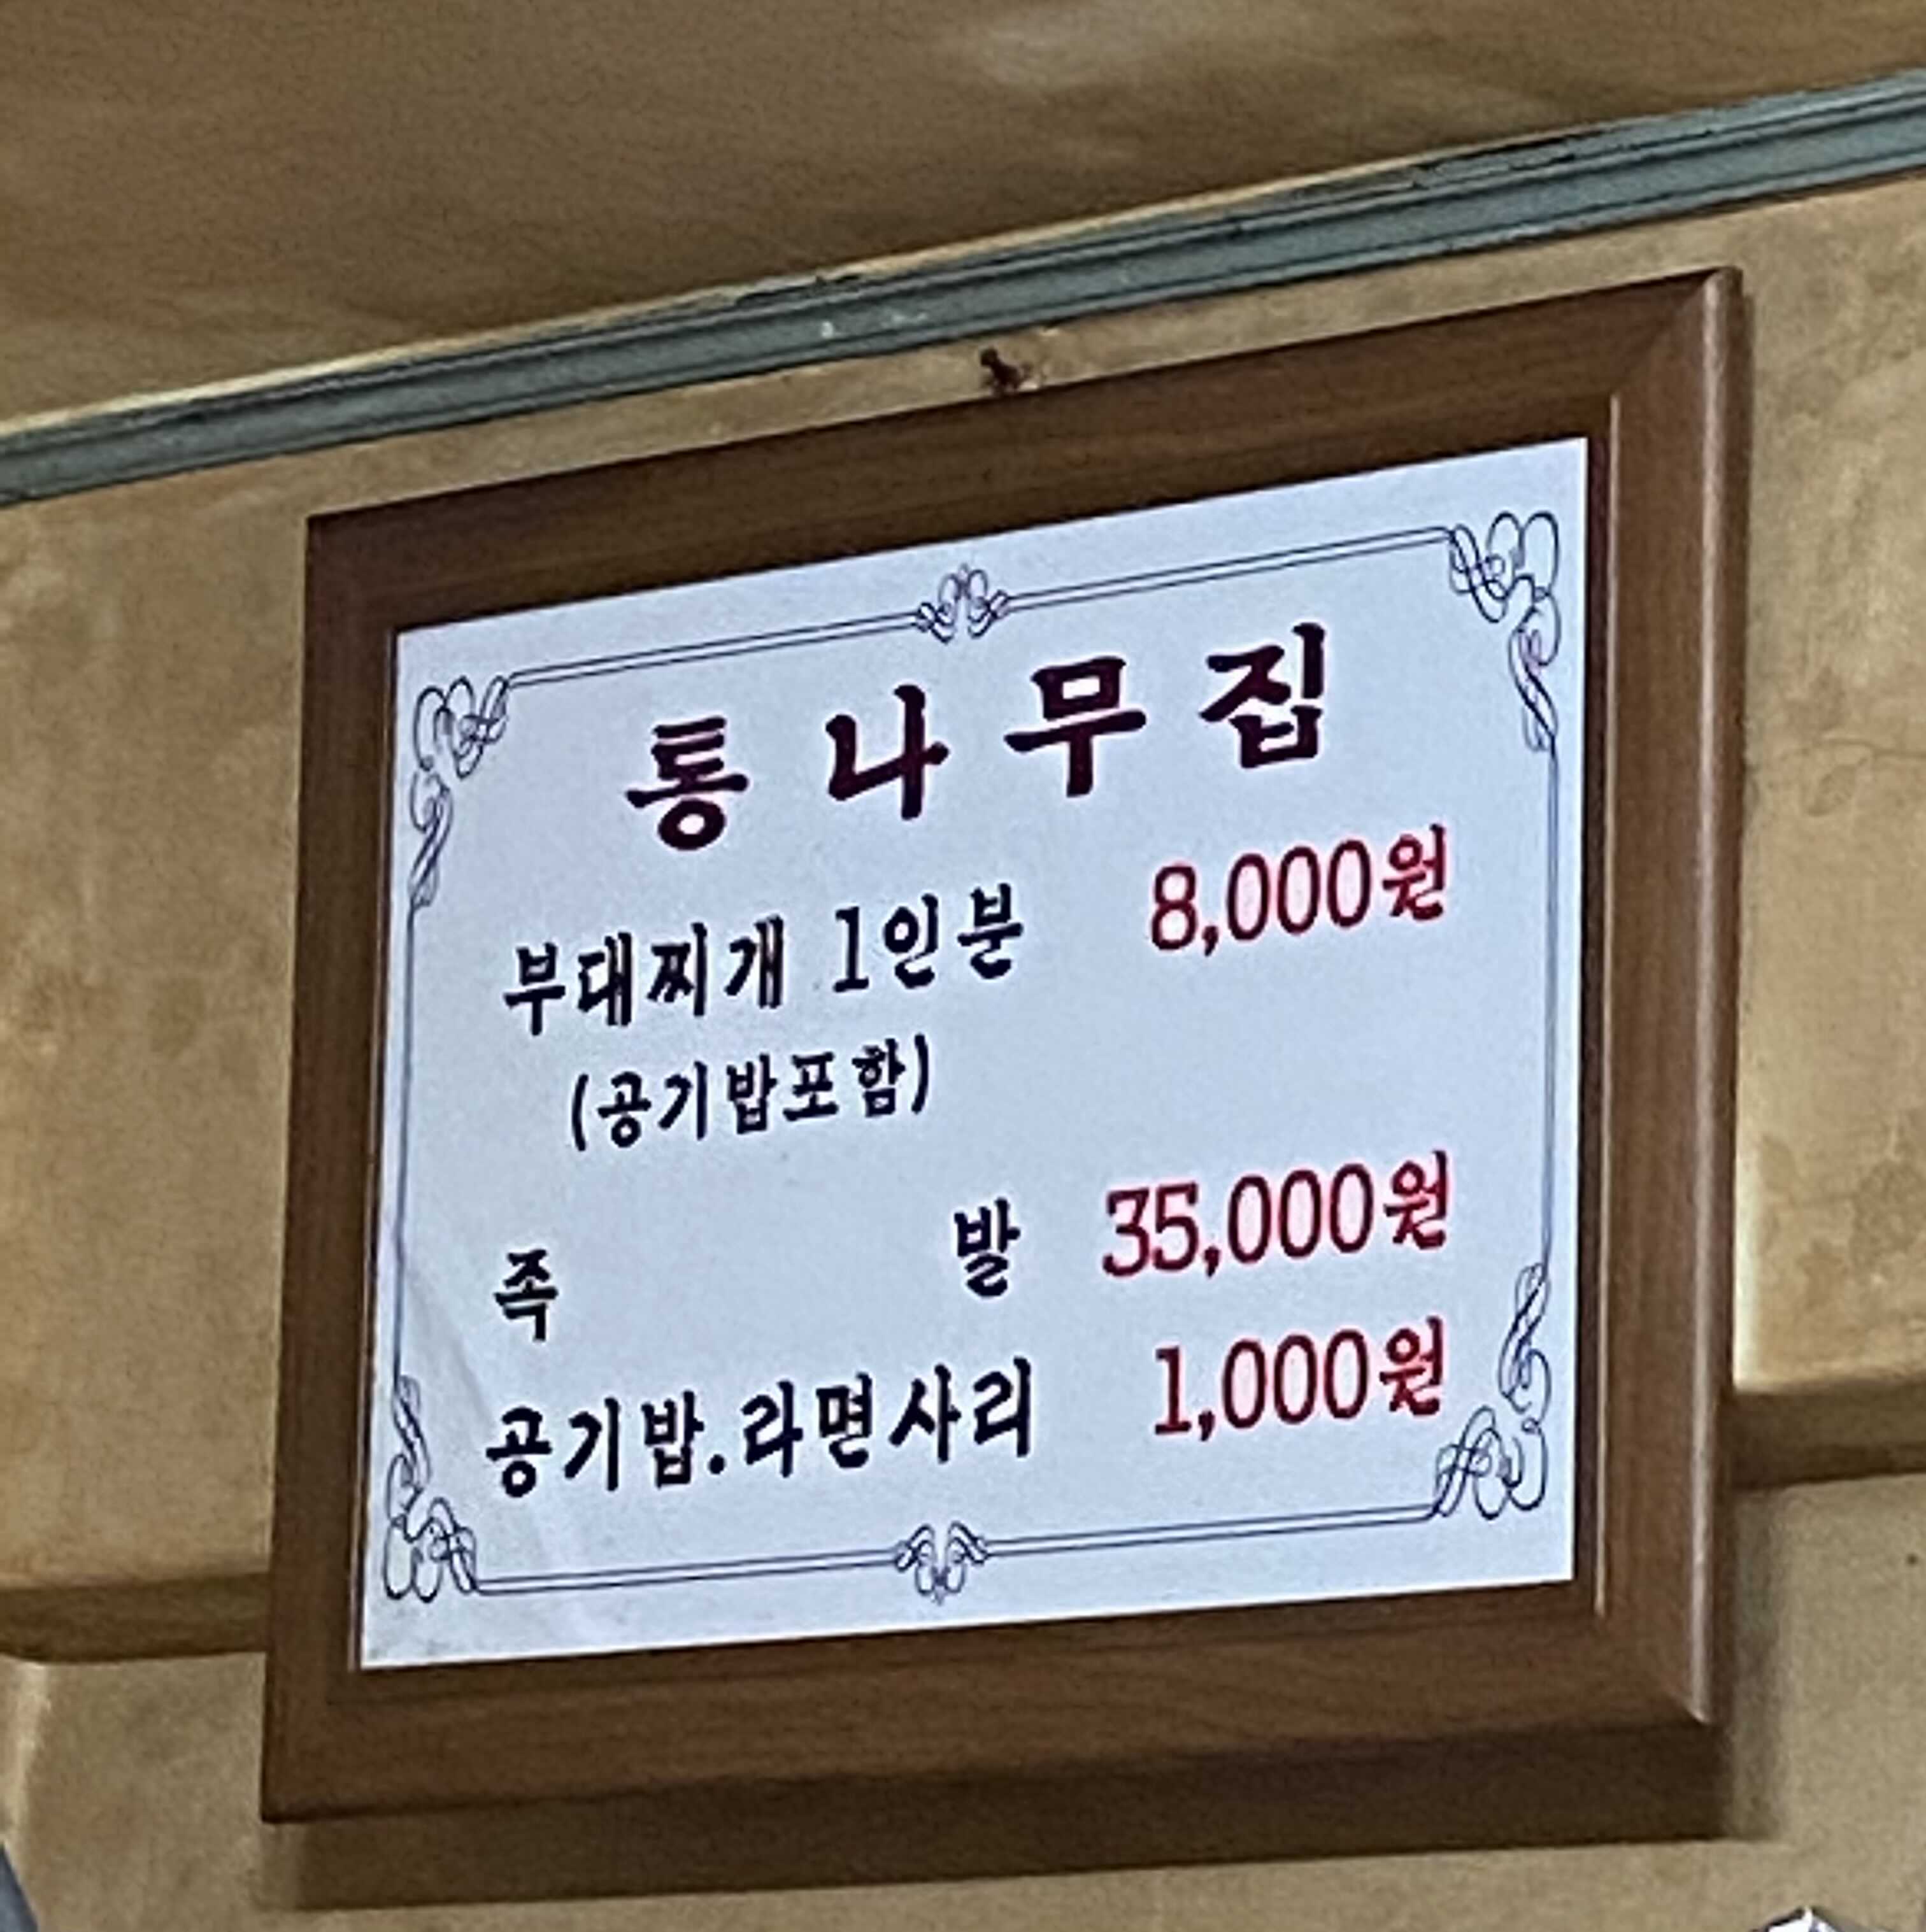 통나무집
부대찌개 1인분 8,000원
(공기밥포함)
족 발 35,000원
공기밥.라면사리 1,000원